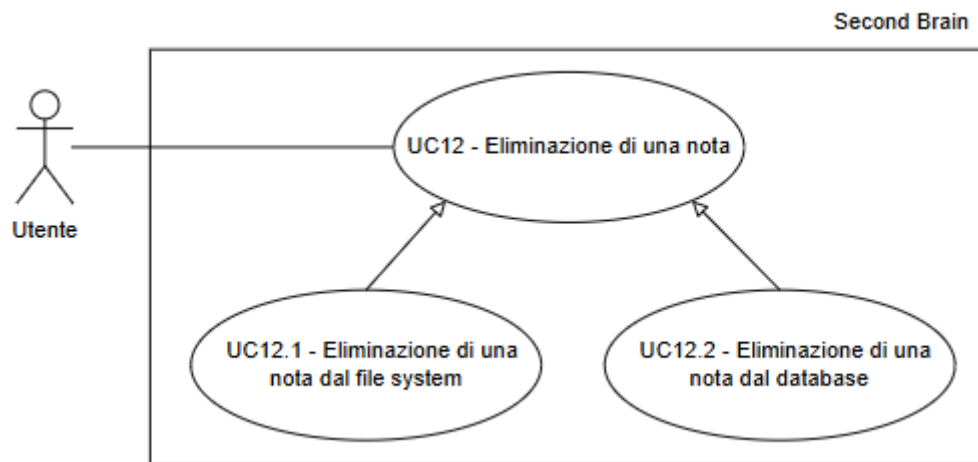 Second Brain
UC12 - Eliminazione di una nota
Utente
UC12.1 - Eliminazione di una
nota dal file system
UC12.2 - Eliminazione di una
nota dal database